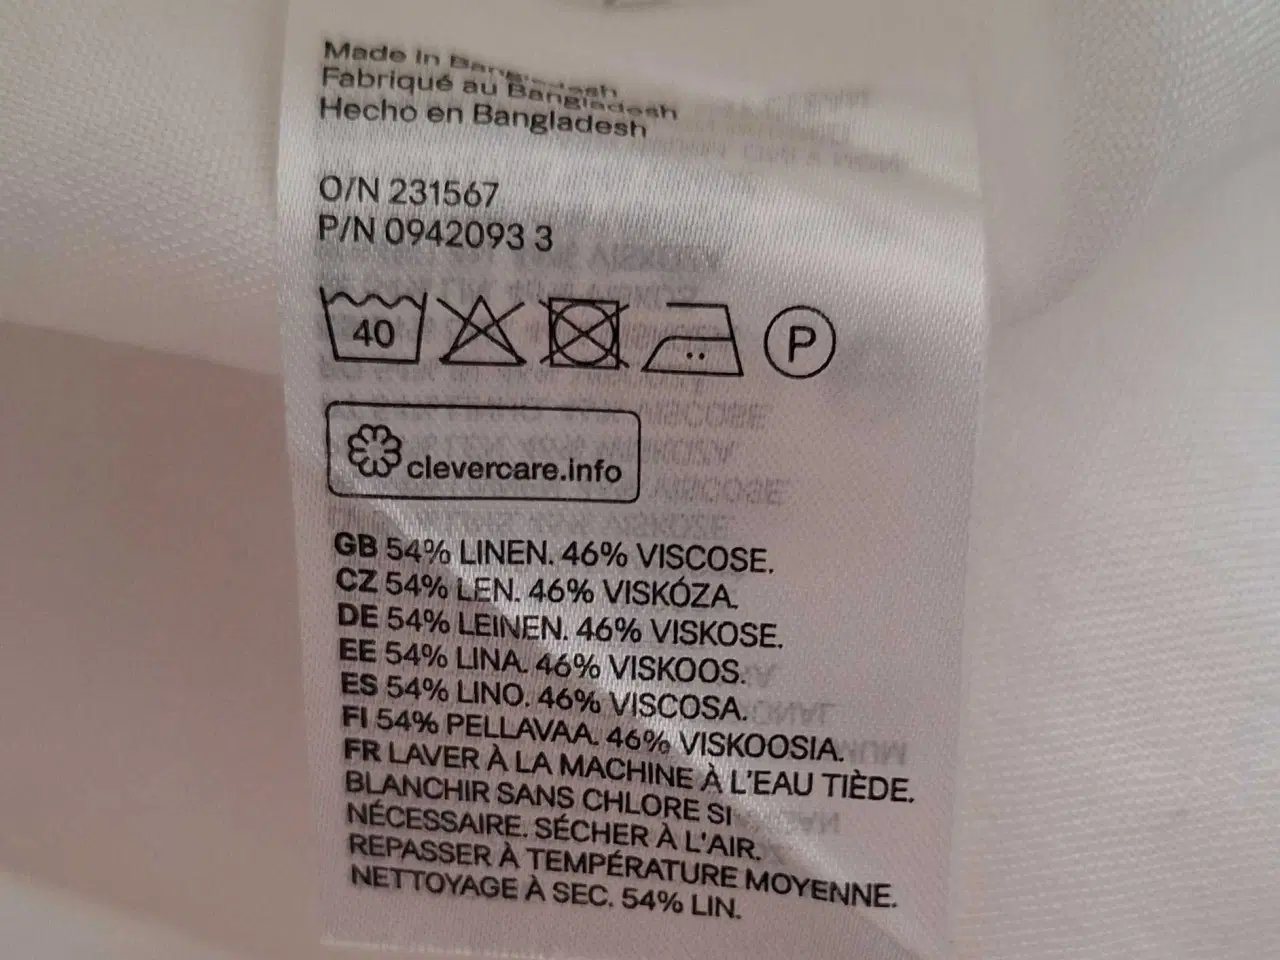 Made in Bangladesh
Fabriqué au Bangladesh
Hecho en Bangladesh
O/N 231567
P/N 0942093 3
40
P
clevercare.info
GB 54% LINEN. 46% VISCOSE.
CZ 54% LEN. 46% VISKÓZA.
DE 54% LEINEN. 46% VISKOSE.
EE 54% LINA. 46% VISKOOS.
ES 54% LINO. 46% VISCOSA.
FI 54% PELLAVAA. 46% VISKOOSIA.
FR LAVER À LA MACHINE À L'EAU TIÈDE.
BLANCHIR SANS CHLORE SI
NÉCESSAIRE. SÉCHER À L'AIR.
REPASSER À TEMPÉRATURE MOYENNE.
NETTOYAGE À SEC. 54% LIN.